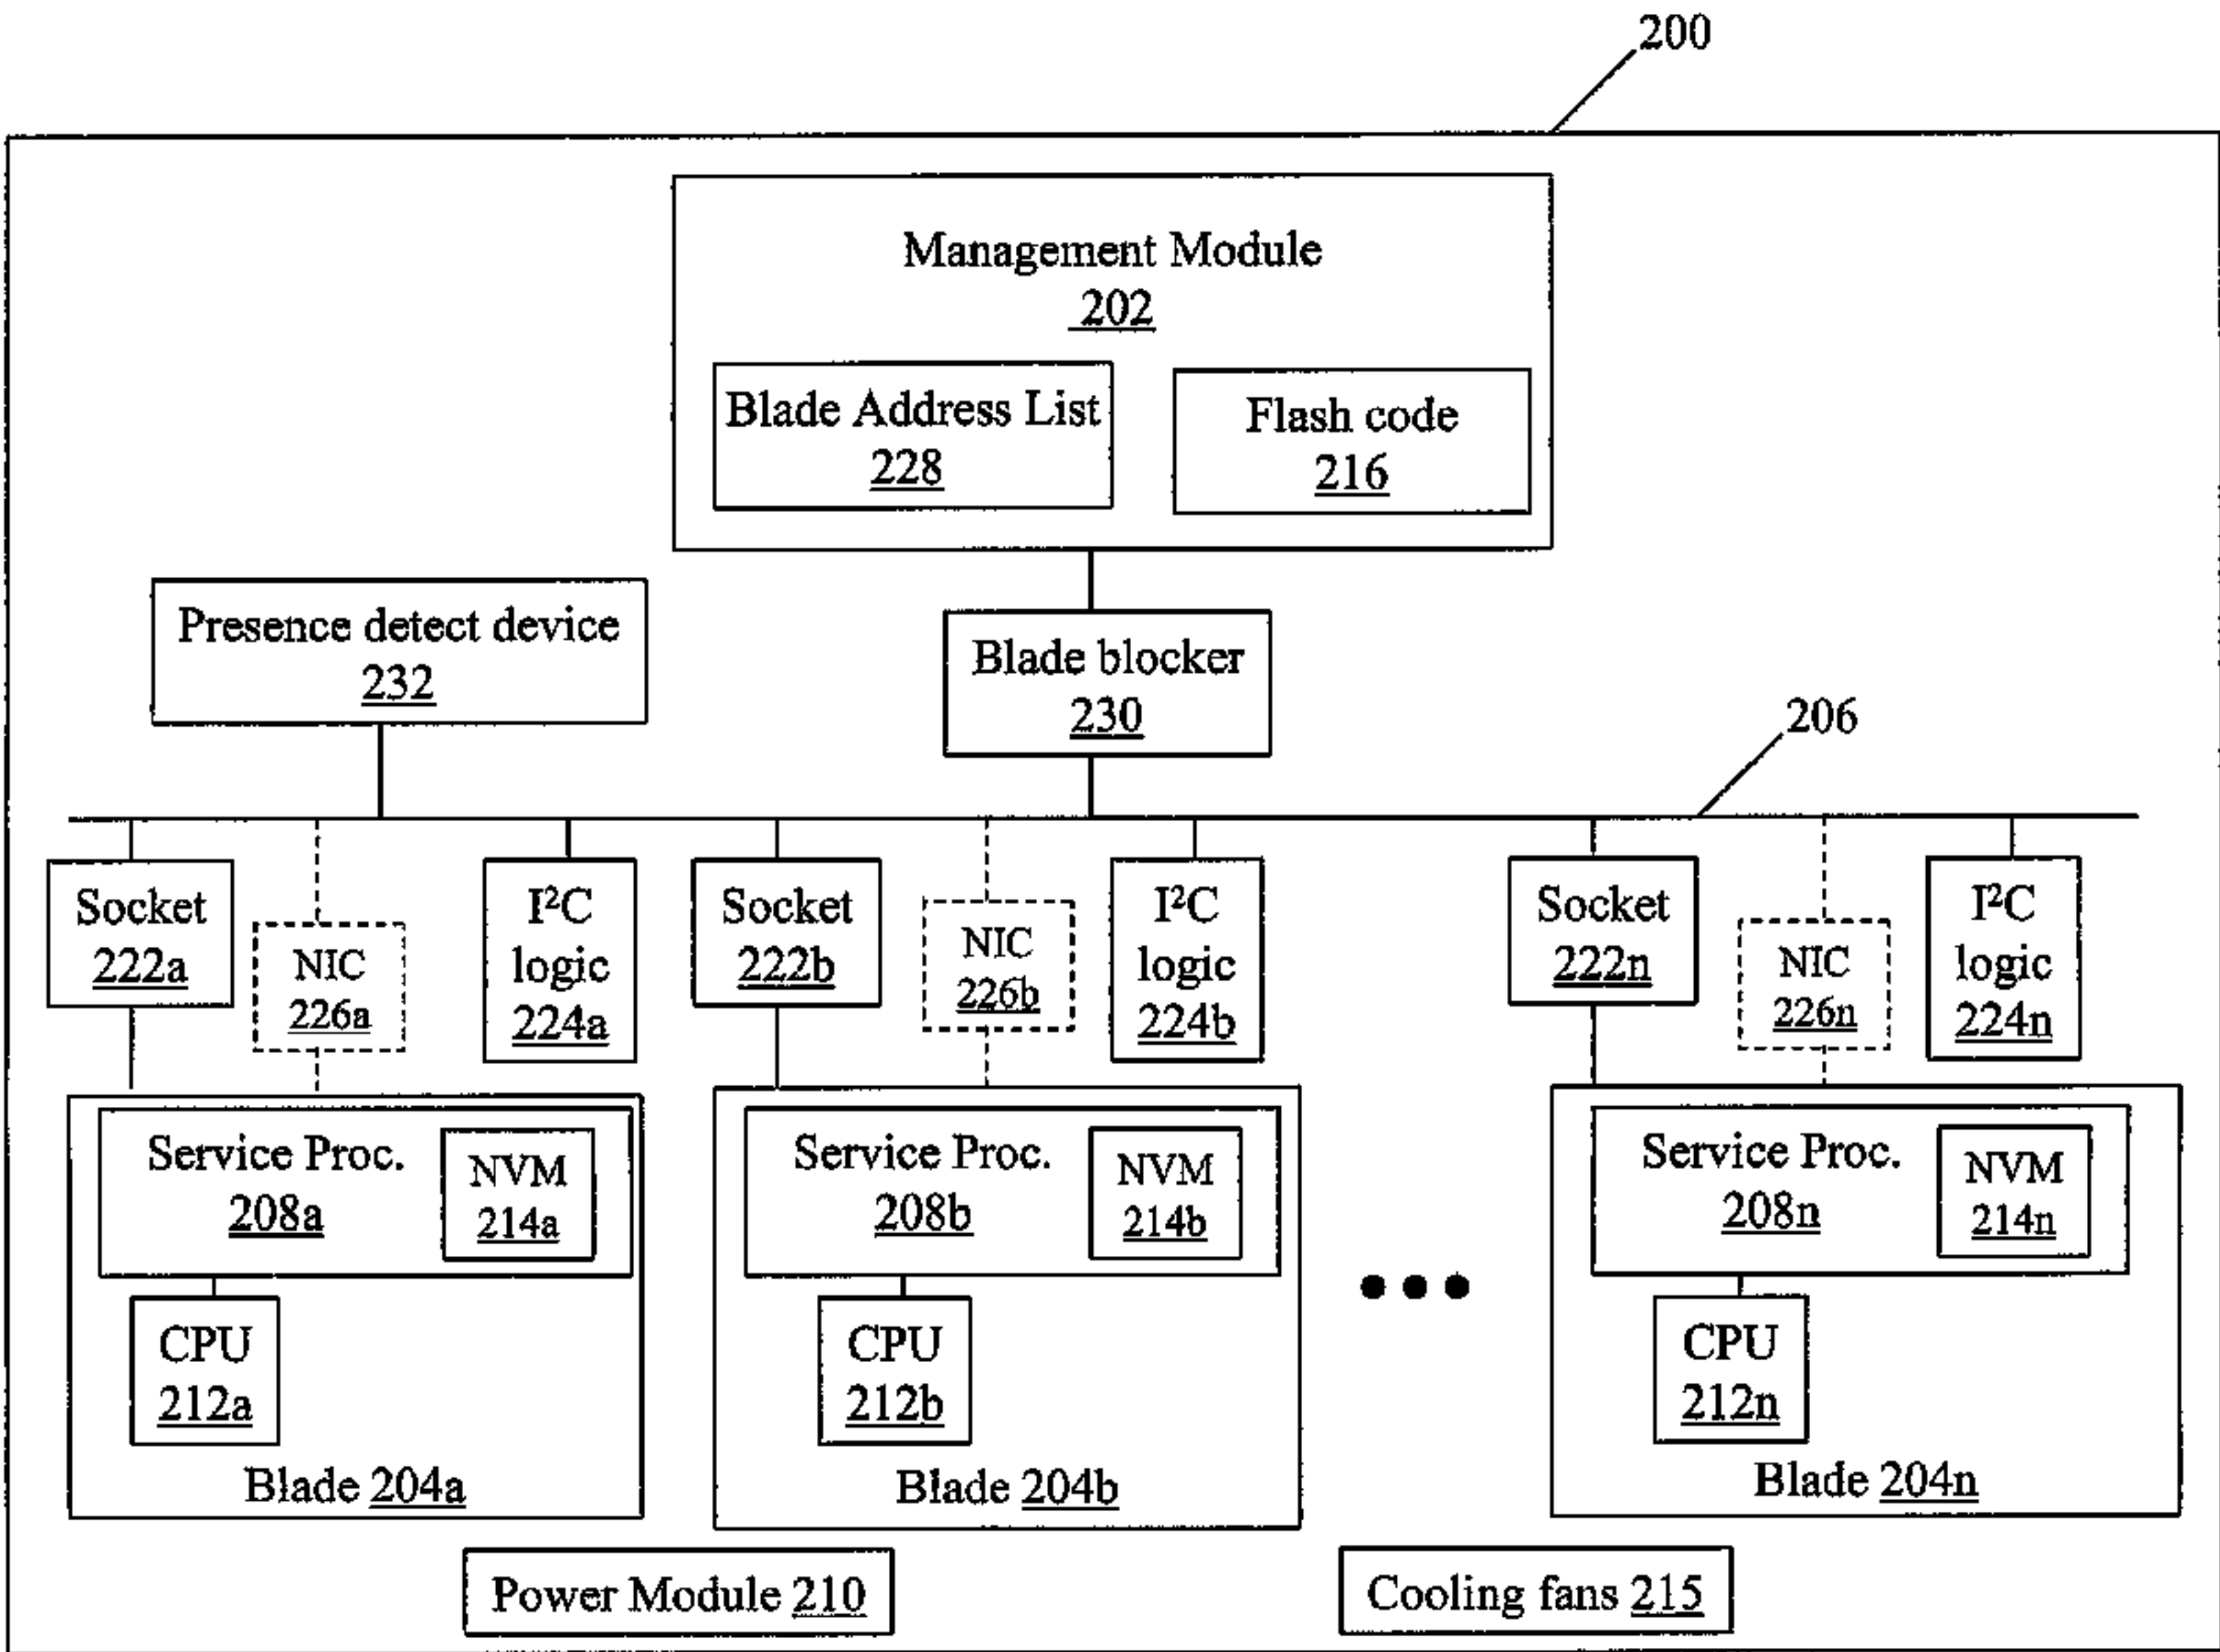 200
Management Module
202
Blade Address List
228
Flash code
216
Presence detect device
232
Blade blocker
230
206
Socket
222a
NIC
226a
I²C
logic
224a
Socket
222b
NIC
226b
I²C
logic
224b
Socket
222n
NIC
226n
I²C
logic
224n
Service Proc.
208a
NVM
214a
CPU
212a
Blade 204a
Service Proc.
208b
NVM
214b
CPU
212b
Blade 204b
Service Proc.
208n
NVM
214n
CPU
212n
Blade 204n
Power Module 210
Cooling fans 215